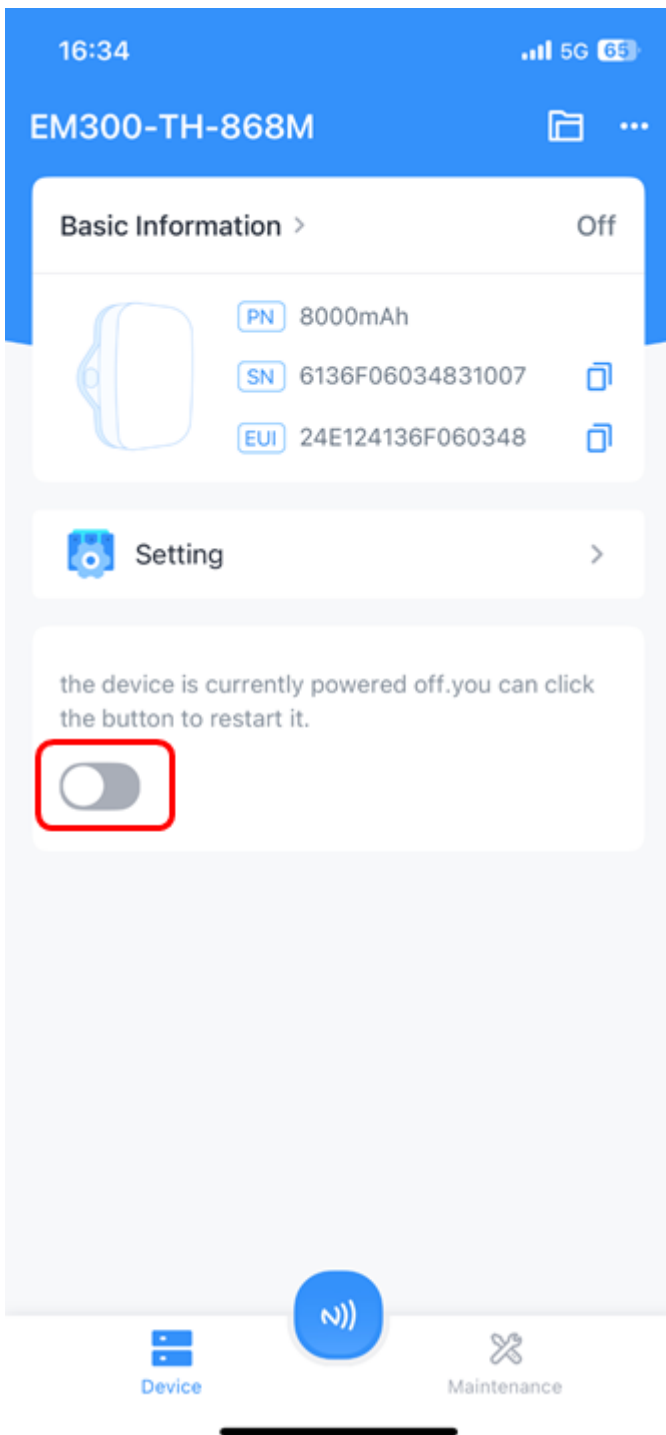 16:34
5G 65
EM300-TH-868M
Basic Information >
Off
PN 8000mAh
SN 6136F06034831007
EUI 24E124136F060348
Setting
the device is currently powered off.you can click
the button to restart it.
Device
Maintenance